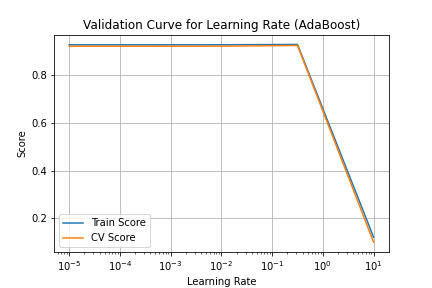 Validation Curve for Learning Rate (AdaBoost)
Score
0.8
0.6
0.4
0.2
Train Score
CV Score
10⁻⁵ 10⁻⁴ 10⁻³ 10⁻² 10⁻¹ 10⁰ 10¹
Learning Rate